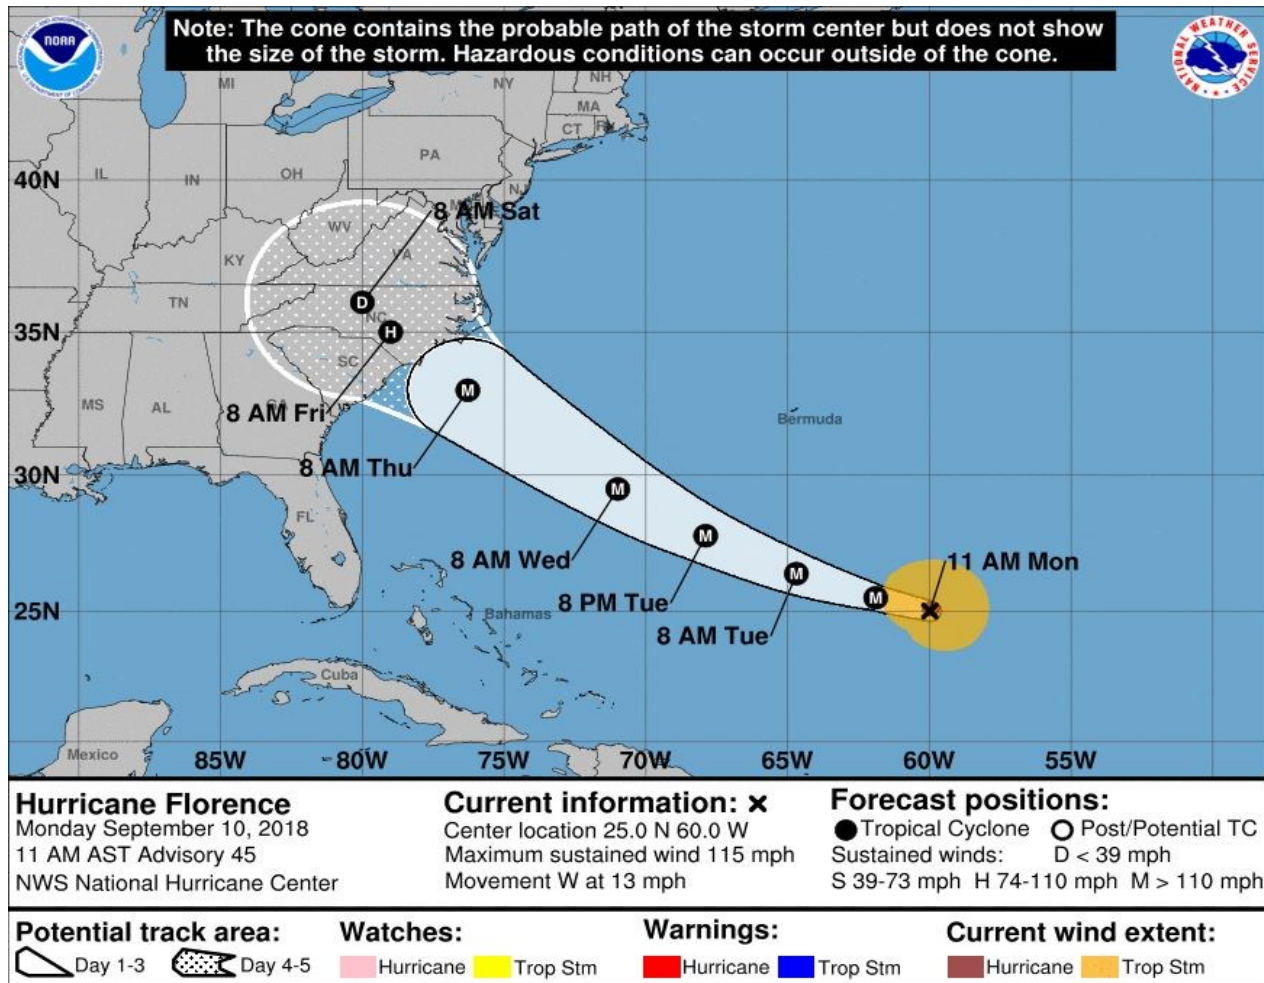 Note: The cone contains the probable path of the storm center but does not show
the size of the storm. Hazardous conditions can occur outside of the cone.
NOAA
NATIONAL WEATHER SERVICE
MI
NY
NH
MA
CT
PA
40N
IL
IN
OH
NJ
8 AM Sat
WV
KY
VA
TN
D
NC
35N
H
SC
MS
AL
GA
M
8 AM Fri
Bermuda
8 AM Thu
30N
M
FL
8 AM Wed
M
11 AM Mon
M
M
8 PM Tue
25N
Bahamas
8 AM Tue
Cuba
Mexico
85W
80W
75W
70W
65W
60W
55W
Hurricane Florence
Monday September 10, 2018
11 AM AST Advisory 45
NWS National Hurricane Center
Current information: x
Center location 25.0 N 60.0 W
Maximum sustained wind 115 mph
Movement W at 13 mph
Forecast positions:
Tropical Cyclone Post/Potential TC
Sustained winds: D < 39 mph
S 39-73 mph H 74-110 mph M > 110 mph
Potential track area:
Day 1-3 Day 4-5
Watches:
Hurricane Trop Stm
Warnings:
Hurricane Trop Stm
Current wind extent:
Hurricane Trop Stm